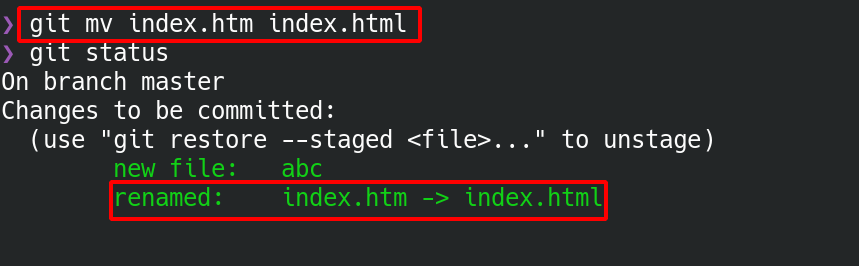 ❯ git mv index.htm index.html
❯ git status
On branch master
Changes to be committed:
  (use "git restore --staged <file>..." to unstage)
        new file:   abc
        renamed:    index.htm -> index.html